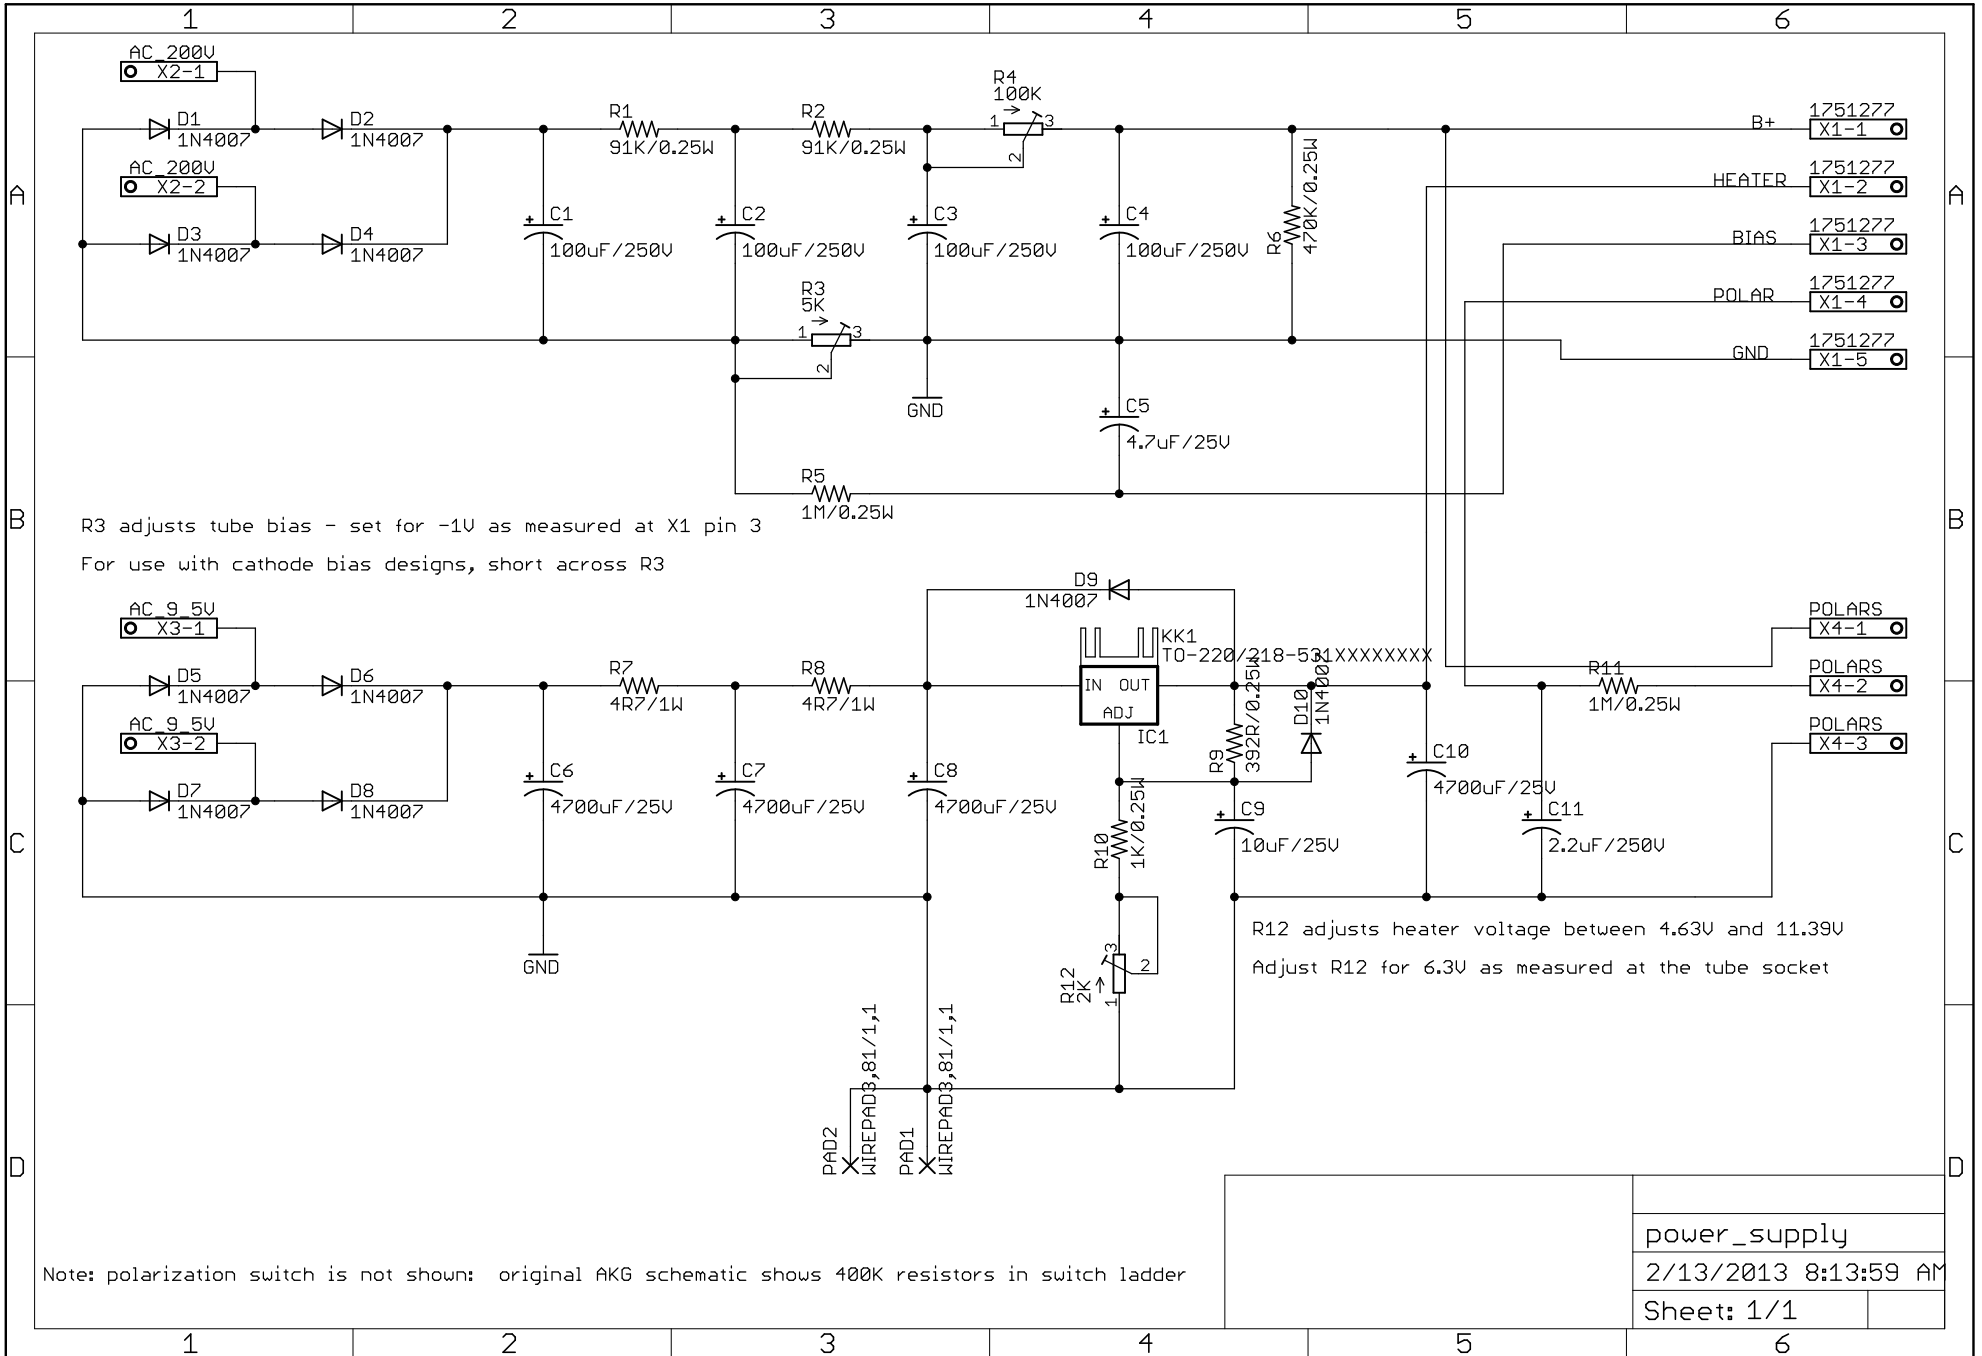 1 2 3 4 5 6
A
B
C
D
A
B
C
D
AC_200V
X2-1
D1
1N4007
D2
1N4007
AC_200V
X2-2
D3
1N4007
D4
1N4007
R1
91K/0.25W
R2
91K/0.25W
R4
100K
1
3
2
C1
100uF/250V
C2
100uF/250V
C3
100uF/250V
C4
100uF/250V
R6
470K/0.25W
R3
5K
1
3
2
GND
C5
4.7uF/25V
R5
1M/0.25W
B+
1751277
X1-1
HEATER
1751277
X1-2
BIAS
1751277
X1-3
POLAR
1751277
X1-4
GND
1751277
X1-5
R3 adjusts tube bias - set for -1V as measured at X1 pin 3
For use with cathode bias designs, short across R3
AC_9_5V
X3-1
D5
1N4007
D6
1N4007
AC_9_5V
X3-2
D7
1N4007
D8
1N4007
R7
4R7/1W
R8
4R7/1W
C6
4700uF/25V
C7
4700uF/25V
C8
4700uF/25V
GND
D9
1N4007
KK1
TO-220/218-531XXXXXXXX
IN OUT
ADJ
IC1
R9
392R/0.25W
D10
1N4007
R10
1K/0.25W
C9
10uF/25V
C10
4700uF/25V
C11
2.2uF/250V
R11
1M/0.25W
POLARS
X4-1
POLARS
X4-2
POLARS
X4-3
R12
2K
3
2
1
R12 adjusts heater voltage between 4.63V and 11.39V
Adjust R12 for 6.3V as measured at the tube socket
PAD2
WIREPAD3,81/1,1
PAD1
WIREPAD3,81/1,1
Note: polarization switch is not shown: original AKG schematic shows 400K resistors in switch ladder
power_supply
2/13/2013 8:13:59 AM
Sheet: 1/1
1 2 3 4 5 6